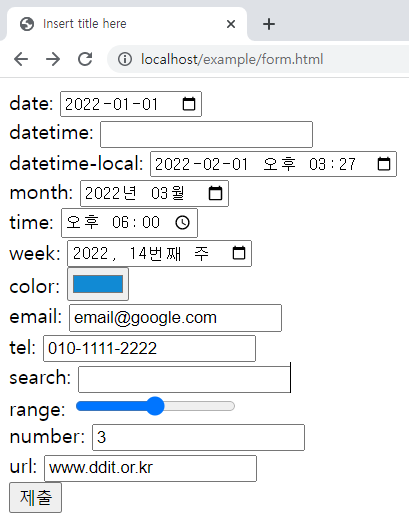 Insert title here
localhost/example/form.html
date: 2022-01-01
datetime:
datetime-local: 2022-02-01 오후 03:27
month: 2022년 03월
time: 오후 06:00
week: 2022, 14번째 주
color:
email: email@google.com
tel: 010-1111-2222
search:
range:
number: 3
url: www.ddit.or.kr
제출